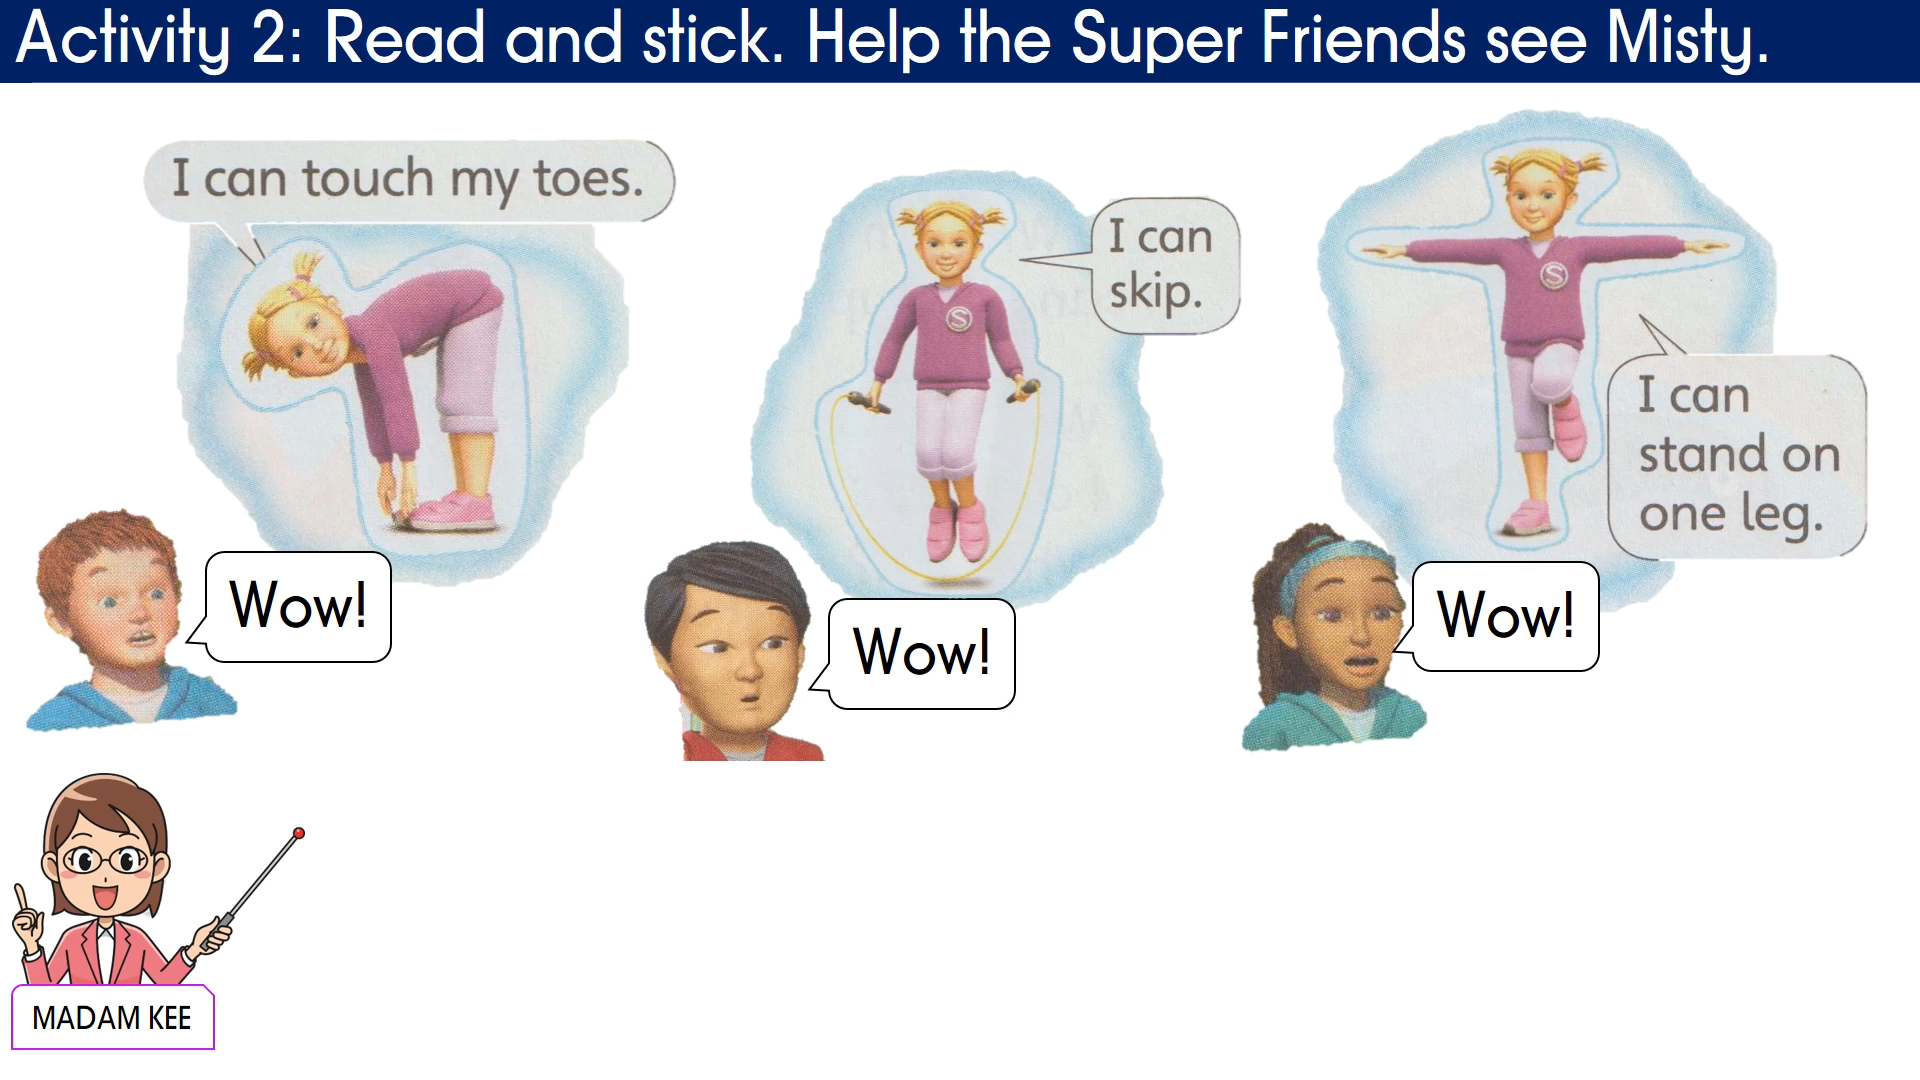 Activity 2: Read and stick. Help the Super Friends see Misty.
I can touch my toes.
Wow!
I can
skip.
S
Wow!
S
I can
stand on
one leg.
Wow!
MADAM KEE